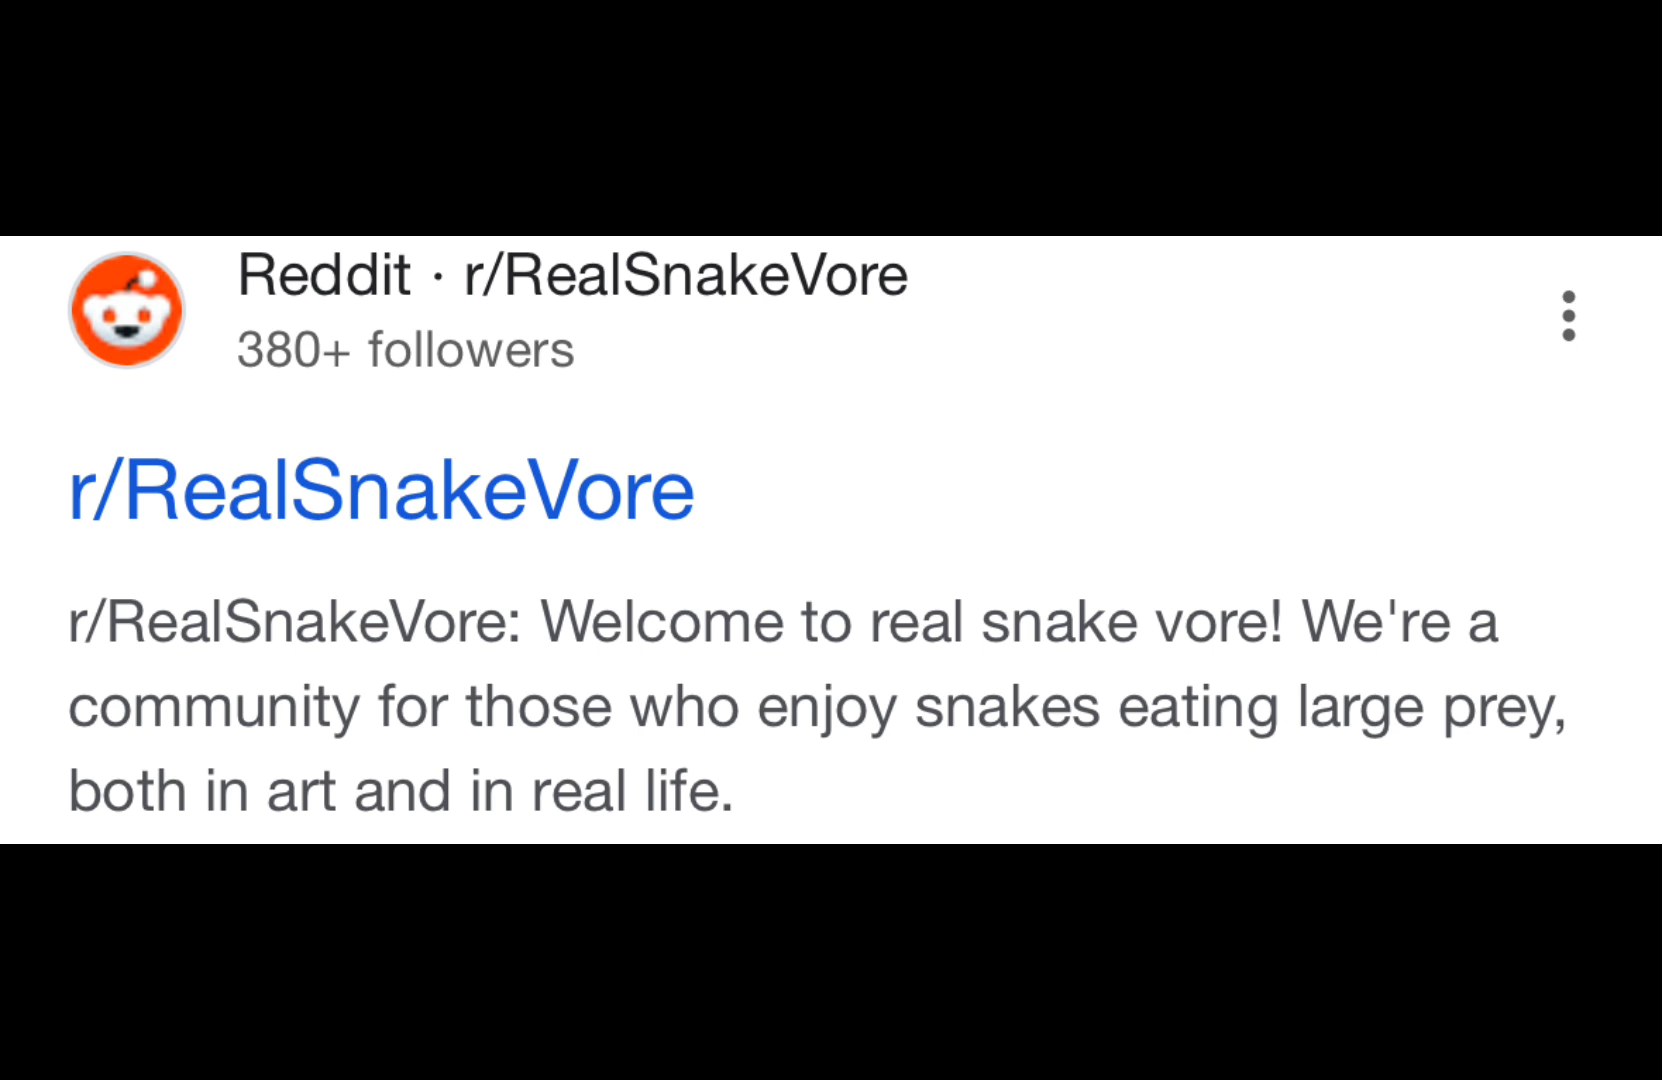 Reddit · r/RealSnakeVore
380+ followers
r/RealSnakeVore
r/RealSnakeVore: Welcome to real snake vore! We're a
community for those who enjoy snakes eating large prey,
both in art and in real life.